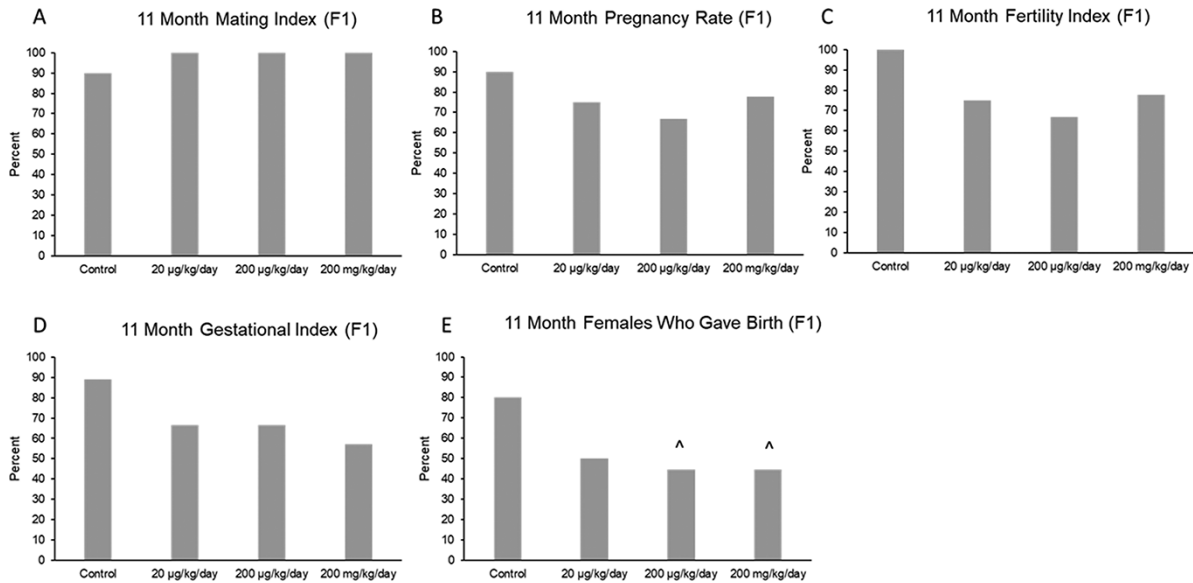 A
11 Month Mating Index (F1)
Percent
100
90
80
70
60
50
40
30
20
10
0
Control 20 µg/kg/day 200 µg/kg/day 200 mg/kg/day
B
11 Month Pregnancy Rate (F1)
Percent
100
90
80
70
60
50
40
30
20
10
0
Control 20 µg/kg/day 200 µg/kg/day 200 mg/kg/day
C
11 Month Fertility Index (F1)
Percent
100
90
80
70
60
50
40
30
20
10
0
Control 20 µg/kg/day 200 µg/kg/day 200 mg/kg/day
D
11 Month Gestational Index (F1)
Percent
100
90
80
70
60
50
40
30
20
10
0
Control 20 µg/kg/day 200 µg/kg/day 200 mg/kg/day
E
11 Month Females Who Gave Birth (F1)
Percent
100
90
80
70
60
50
40
30
20
10
0
^ ^
Control 20 µg/kg/day 200 µg/kg/day 200 mg/kg/day